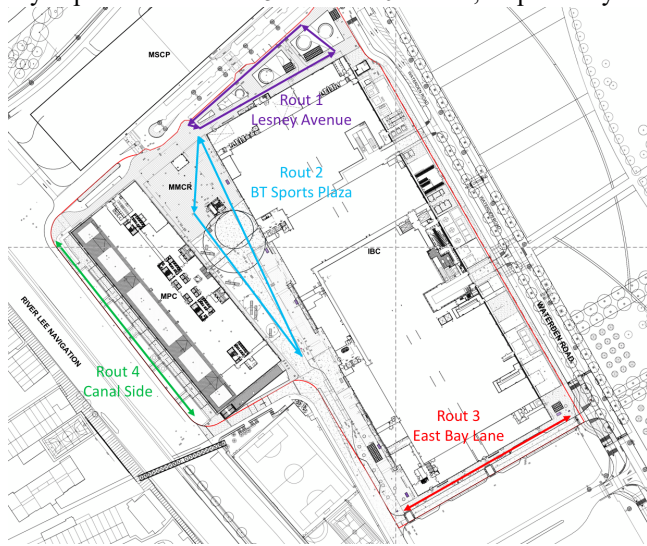 MSCP
Rout 1
Lesney Avenue
Route 2
BT Sports Plaza
MMCR
IBC
MPC
RIVER LEE NAVIGATION
WATERDEN ROAD
Rout 4
Canal Side
Rout 3
East Bay Lane